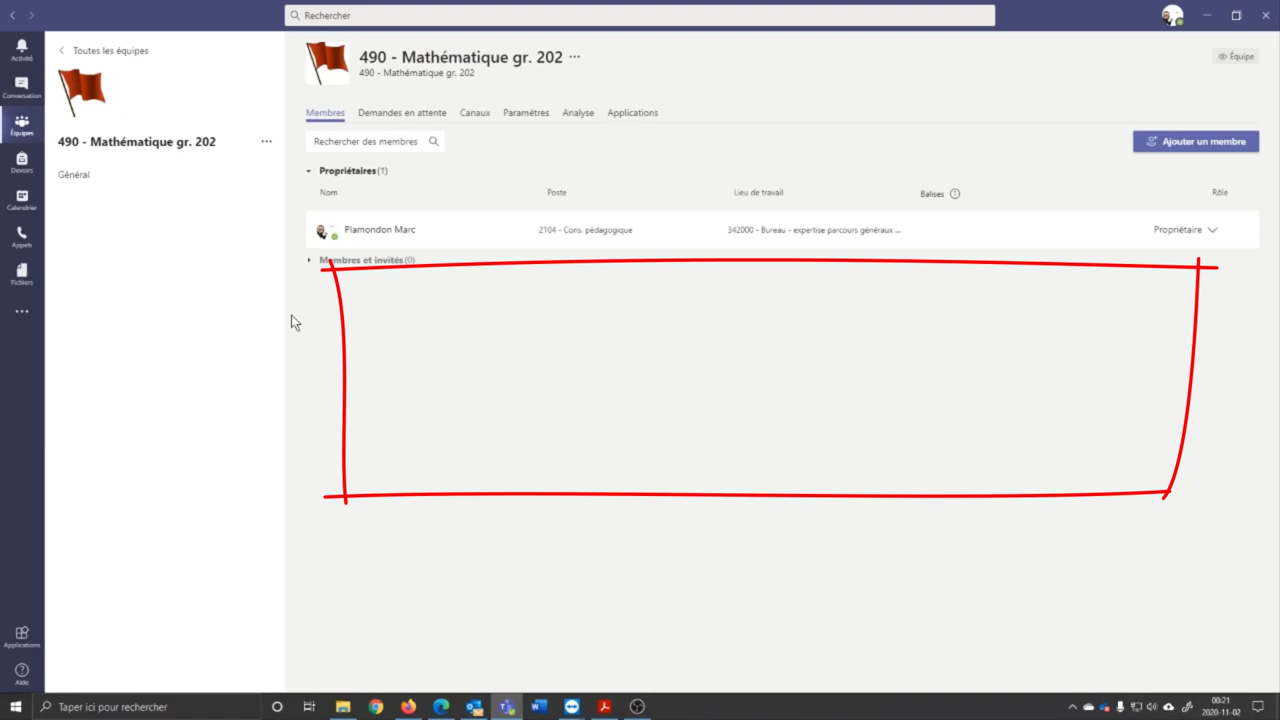 Rechercher
Activité
Conversation
Équipes
Devoirs
Calendrier
Appels
Fichiers
Applications
Aide
Toutes les équipes
490 - Mathématique gr. 202
Général
490 - Mathématique gr. 202
490 - Mathématique gr. 202
Équipe
Membres Demandes en attente Canaux Paramètres Analyse Applications
Rechercher des membres
Ajouter un membre
Propriétaires (1)
Nom Poste Lieu de travail Balises Rôle
Plamondon Marc 2104 - Cons. pédagogique 342000 - Bureau - expertise parcours généraux ... Propriétaire
Membres et invités (0)
Taper ici pour rechercher
00:21
2020-11-02